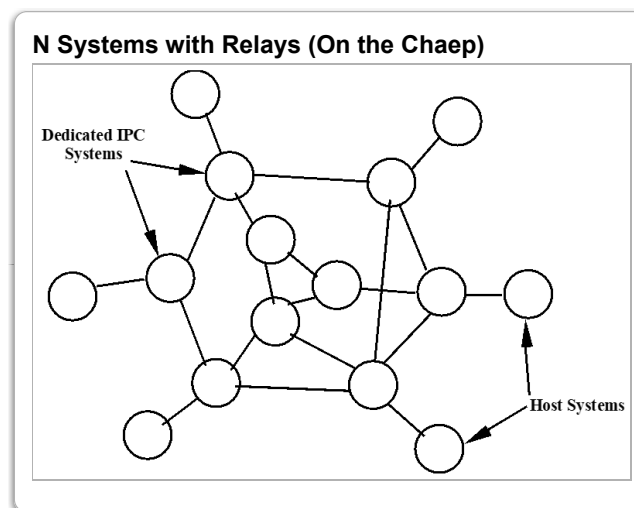 N Systems with Relays (On the Chaep)
Dedicated IPC
Systems
Host Systems